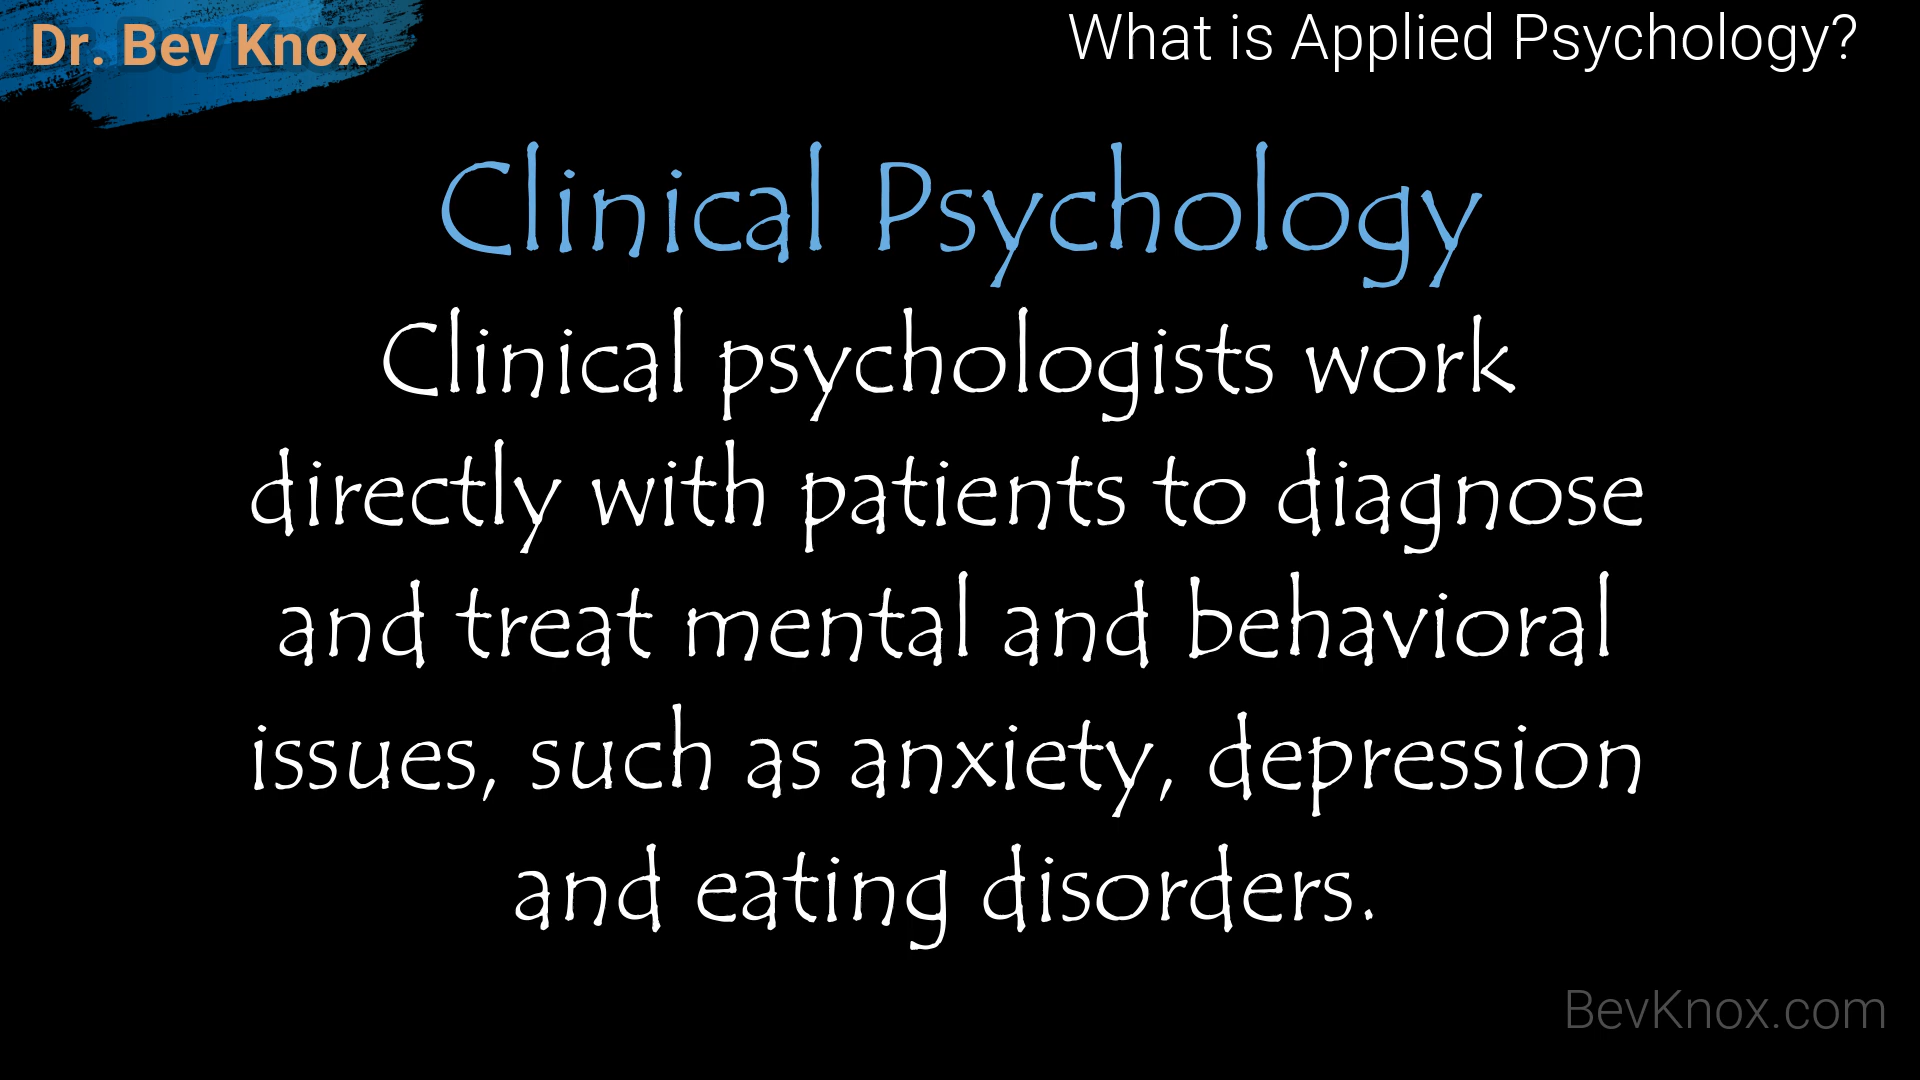 Dr. Bev Knox
What is Applied Psychology?
Clinical Psychology
Clinical psychologists work
directly with patients to diagnose
and treat mental and behavioral
issues, such as anxiety, depression
and eating disorders.
BevKnox.com